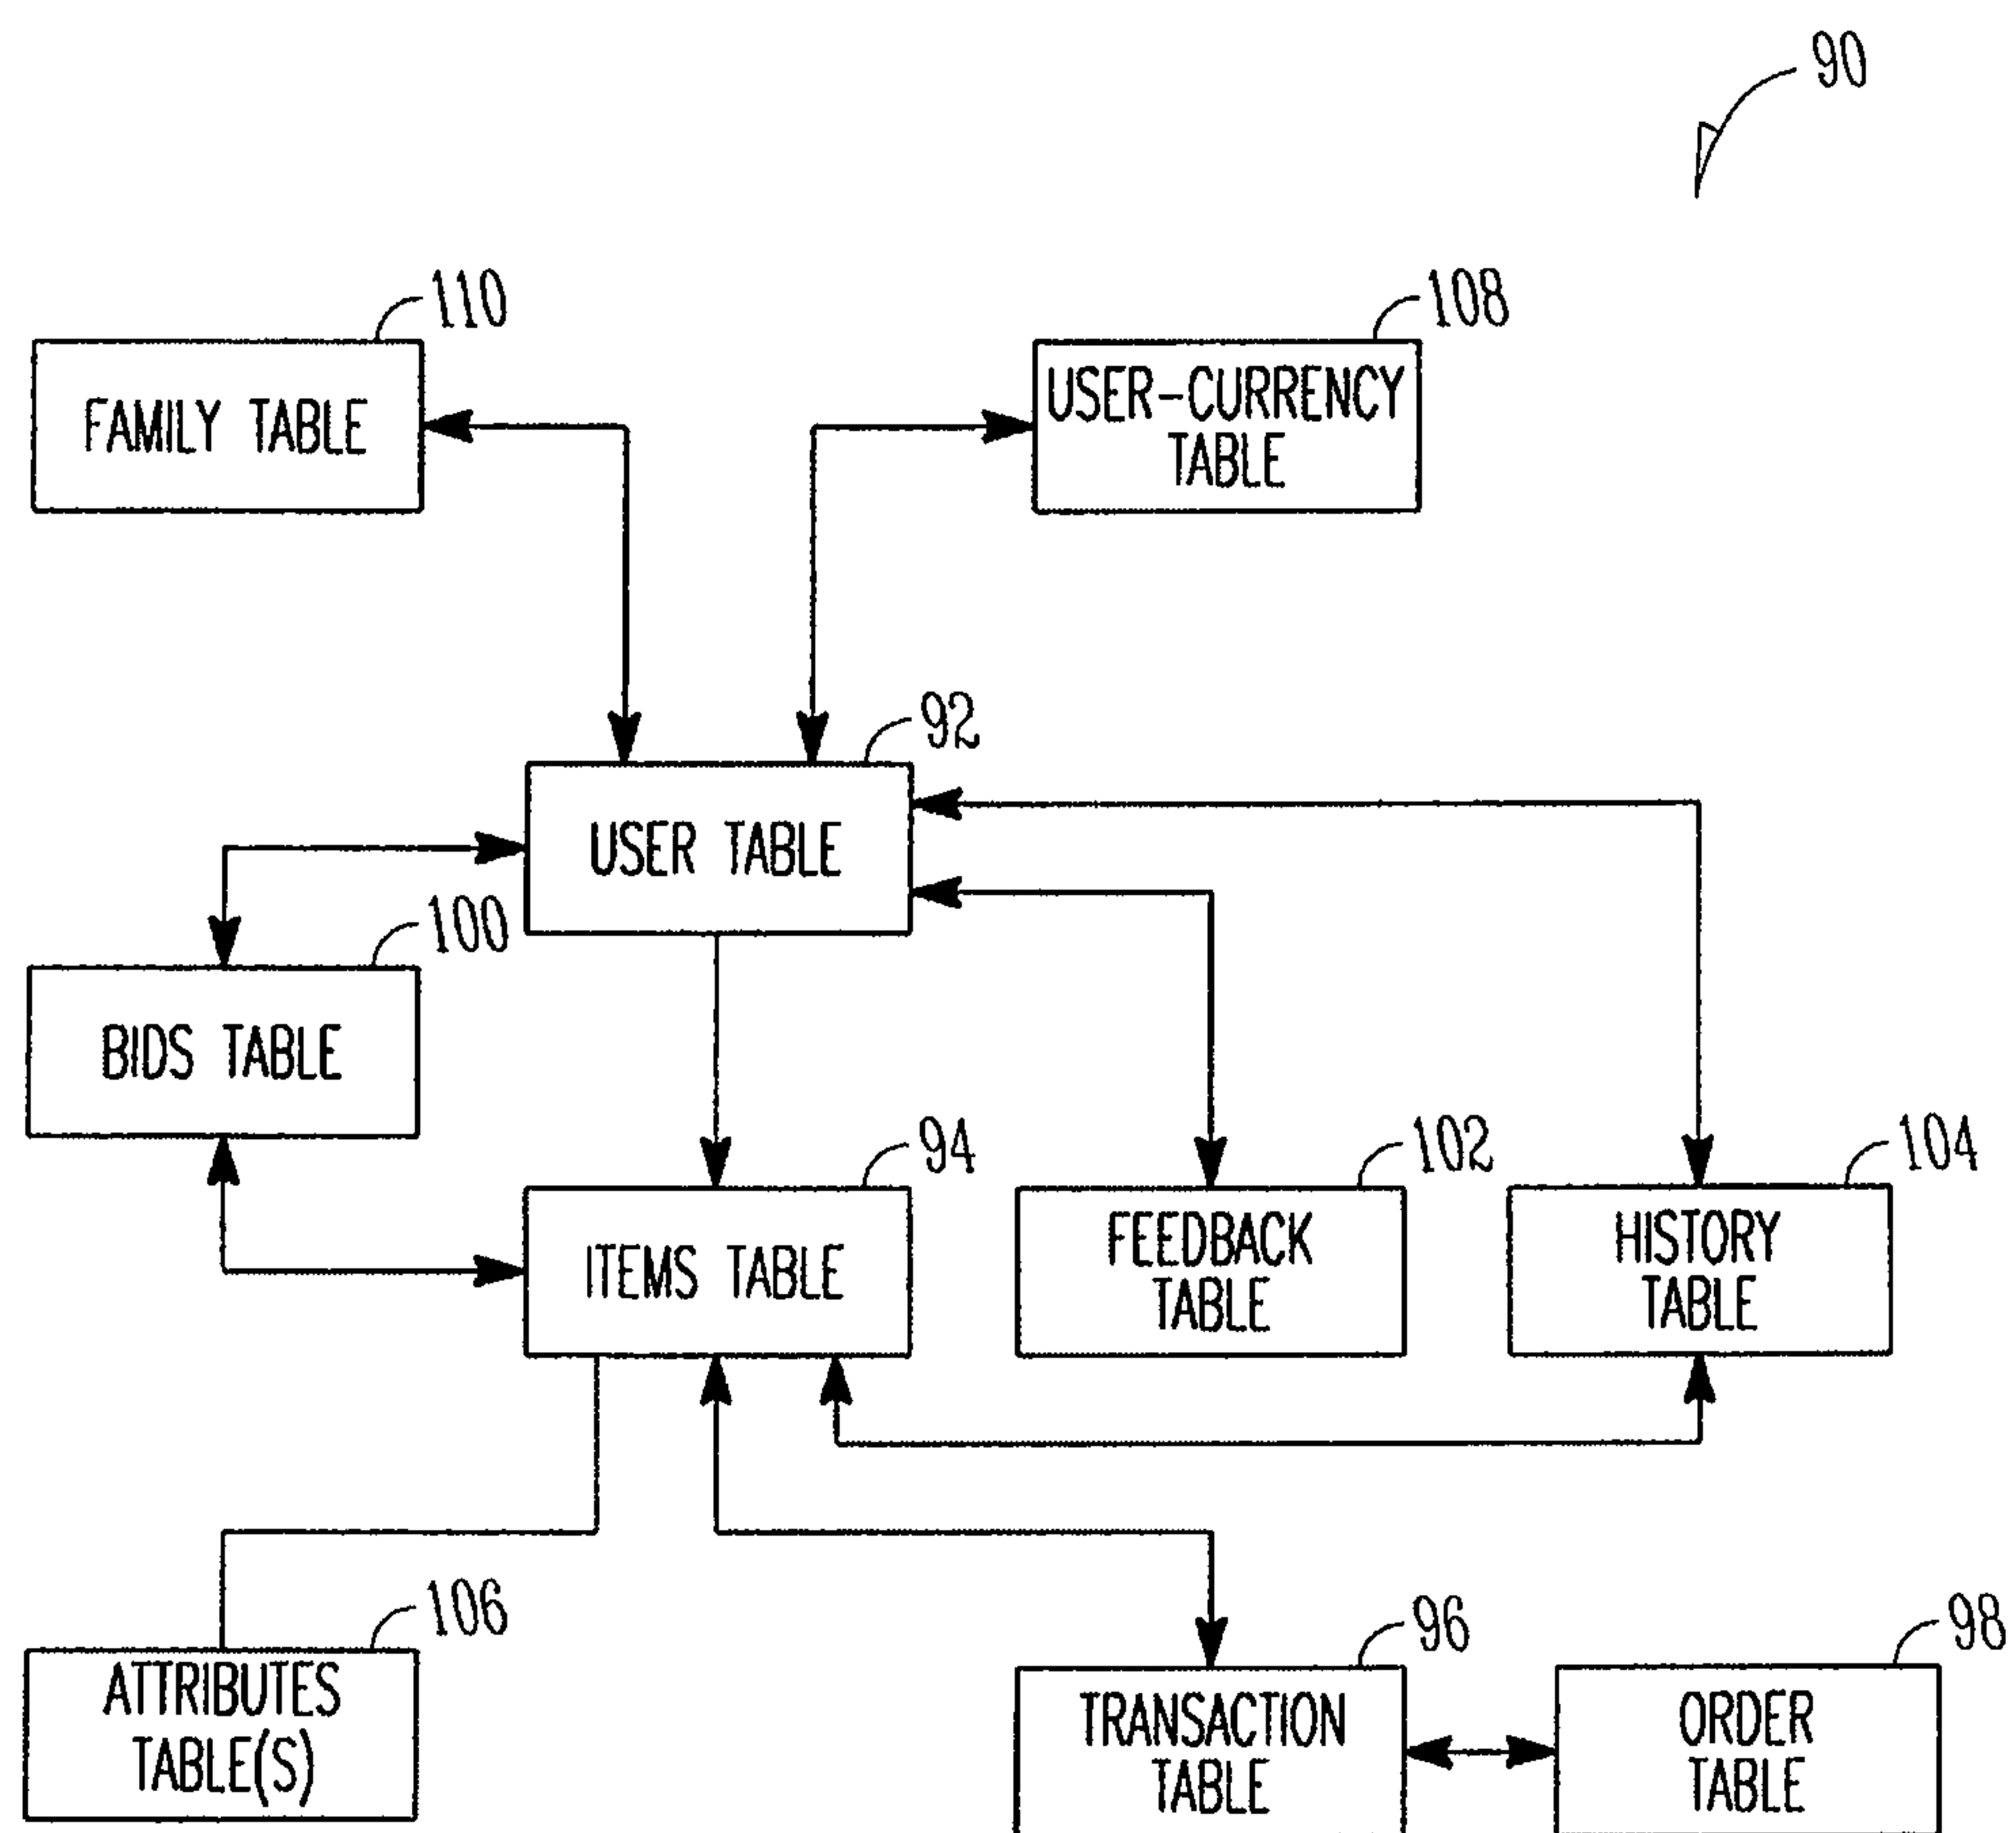 90
110
108
FAMILY TABLE
USER-CURRENCY
TABLE
92
USER TABLE
100
BIDS TABLE
94
102
104
ITEMS TABLE
FEEDBACK
TABLE
HISTORY
TABLE
106
96
98
ATTRIBUTES
TABLE(S)
TRANSACTION
TABLE
ORDER
TABLE